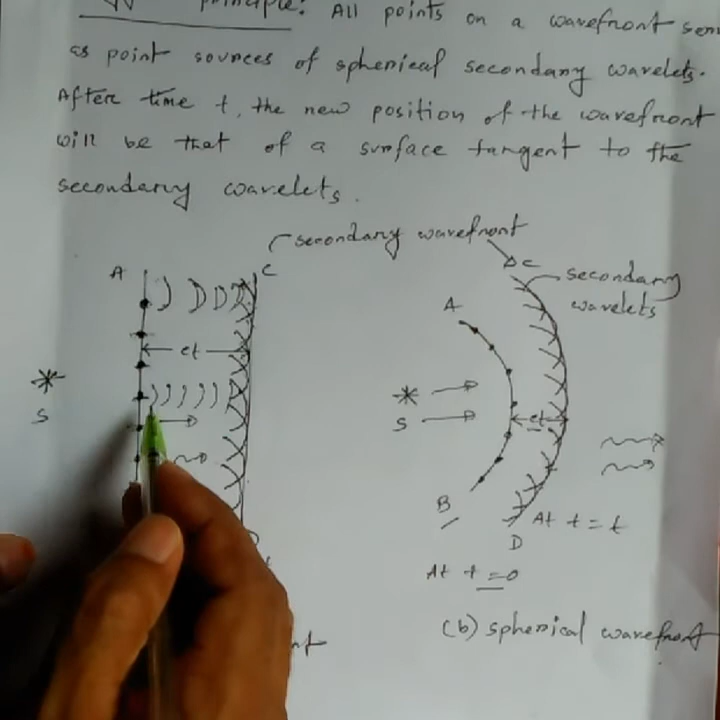 principle: All points on a wavefront
as point sources of spherical secondary wavelets.
After time t, the new position of the wavefront
will be that of a surface tangent to the
secondary wavelets.
secondary wavefront
A
C
ct
S
secondary
wavelets
C
A
S
ct
B
D
At t = t
At t = 0
(b) spherical wavefront